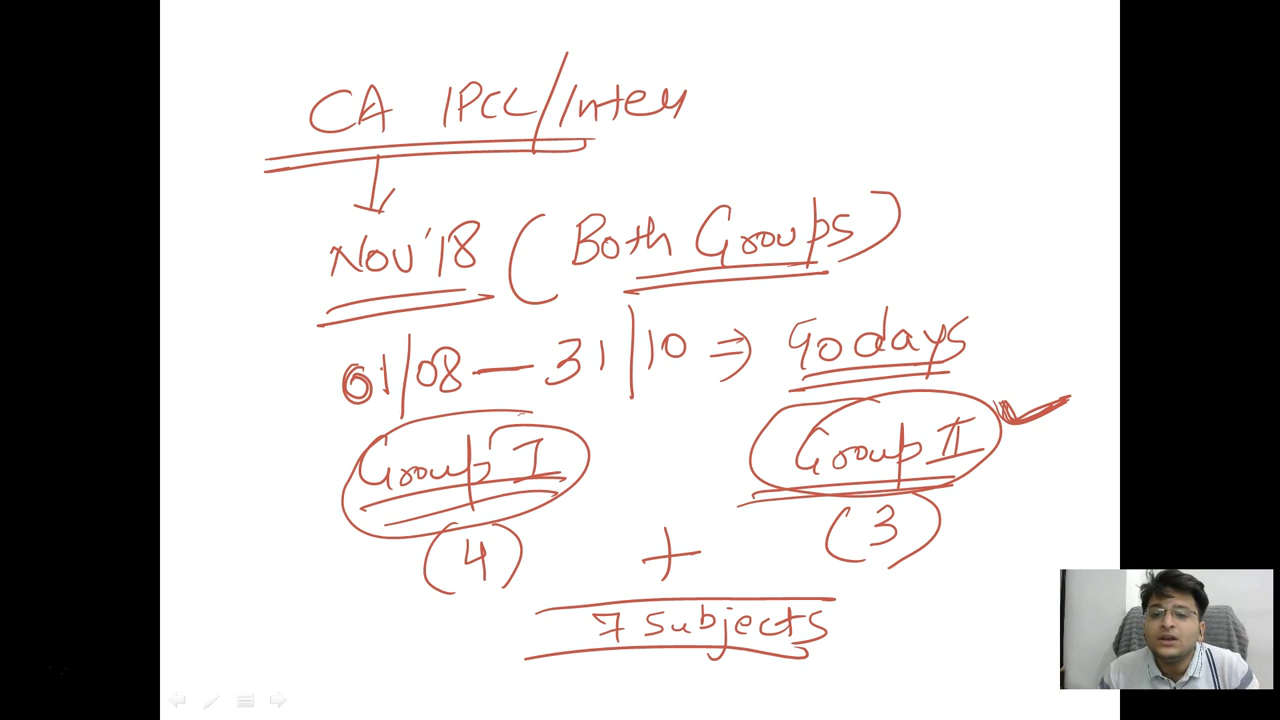 CA IPCC/Inter
Nov'18 (Both Groups)
01/08 — 31/10 ⇒ 90 days
Group I Group II
(4) + (3)
7 Subjects